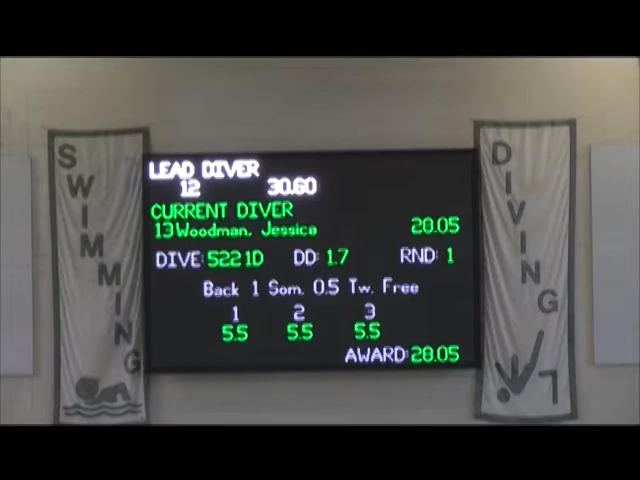 SWIMMING
LEAD DIVER
12 30.60
CURRENT DIVER
13 Woodman, Jessica 28.05
DIVE: 5221D DD: 1.7 RND: 1
Back 1 Som. 0.5 Tw. Free
1 2 3
5.5 5.5 5.5
AWARD: 28.05
DIVING